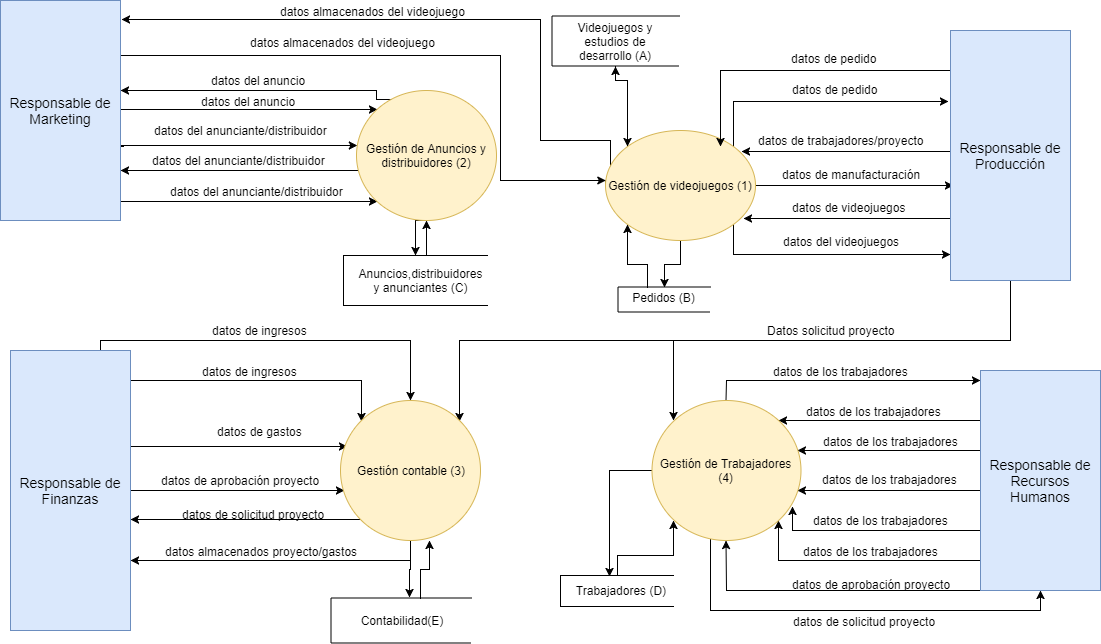 datos almacenados del videojuego
datos almacenados del videojuego
Responsable de
Marketing
datos del anuncio
datos del anuncio
datos del anunciante/distribuidor
datos del anunciante/distribuidor
datos del anunciante/distribuidor
Gestión de Anuncios y
distribuidores (2)
Anuncios,distribuidores
y anunciantes (C)
Videojuegos y
estudios de
desarrollo (A)
Gestión de videojuegos (1)
Pedidos (B)
datos de pedido
datos de pedido
datos de trabajadores/proyecto
datos de manufacturación
datos de videojuegos
datos del videojuegos
Responsable de
Producción
datos de ingresos
Datos solicitud proyecto
datos de ingresos
datos de gastos
datos de aprobación proyecto
datos de solicitud proyecto
datos almacenados proyecto/gastos
Responsable de
Finanzas
Gestión contable (3)
Contabilidad(E)
Gestión de Trabajadores
(4)
Trabajadores (D)
datos de los trabajadores
datos de los trabajadores
datos de los trabajadores
datos de los trabajadores
datos de los trabajadores
datos de los trabajadores
datos de aprobación proyecto
datos de solicitud proyecto
Responsable de
Recursos
Humanos